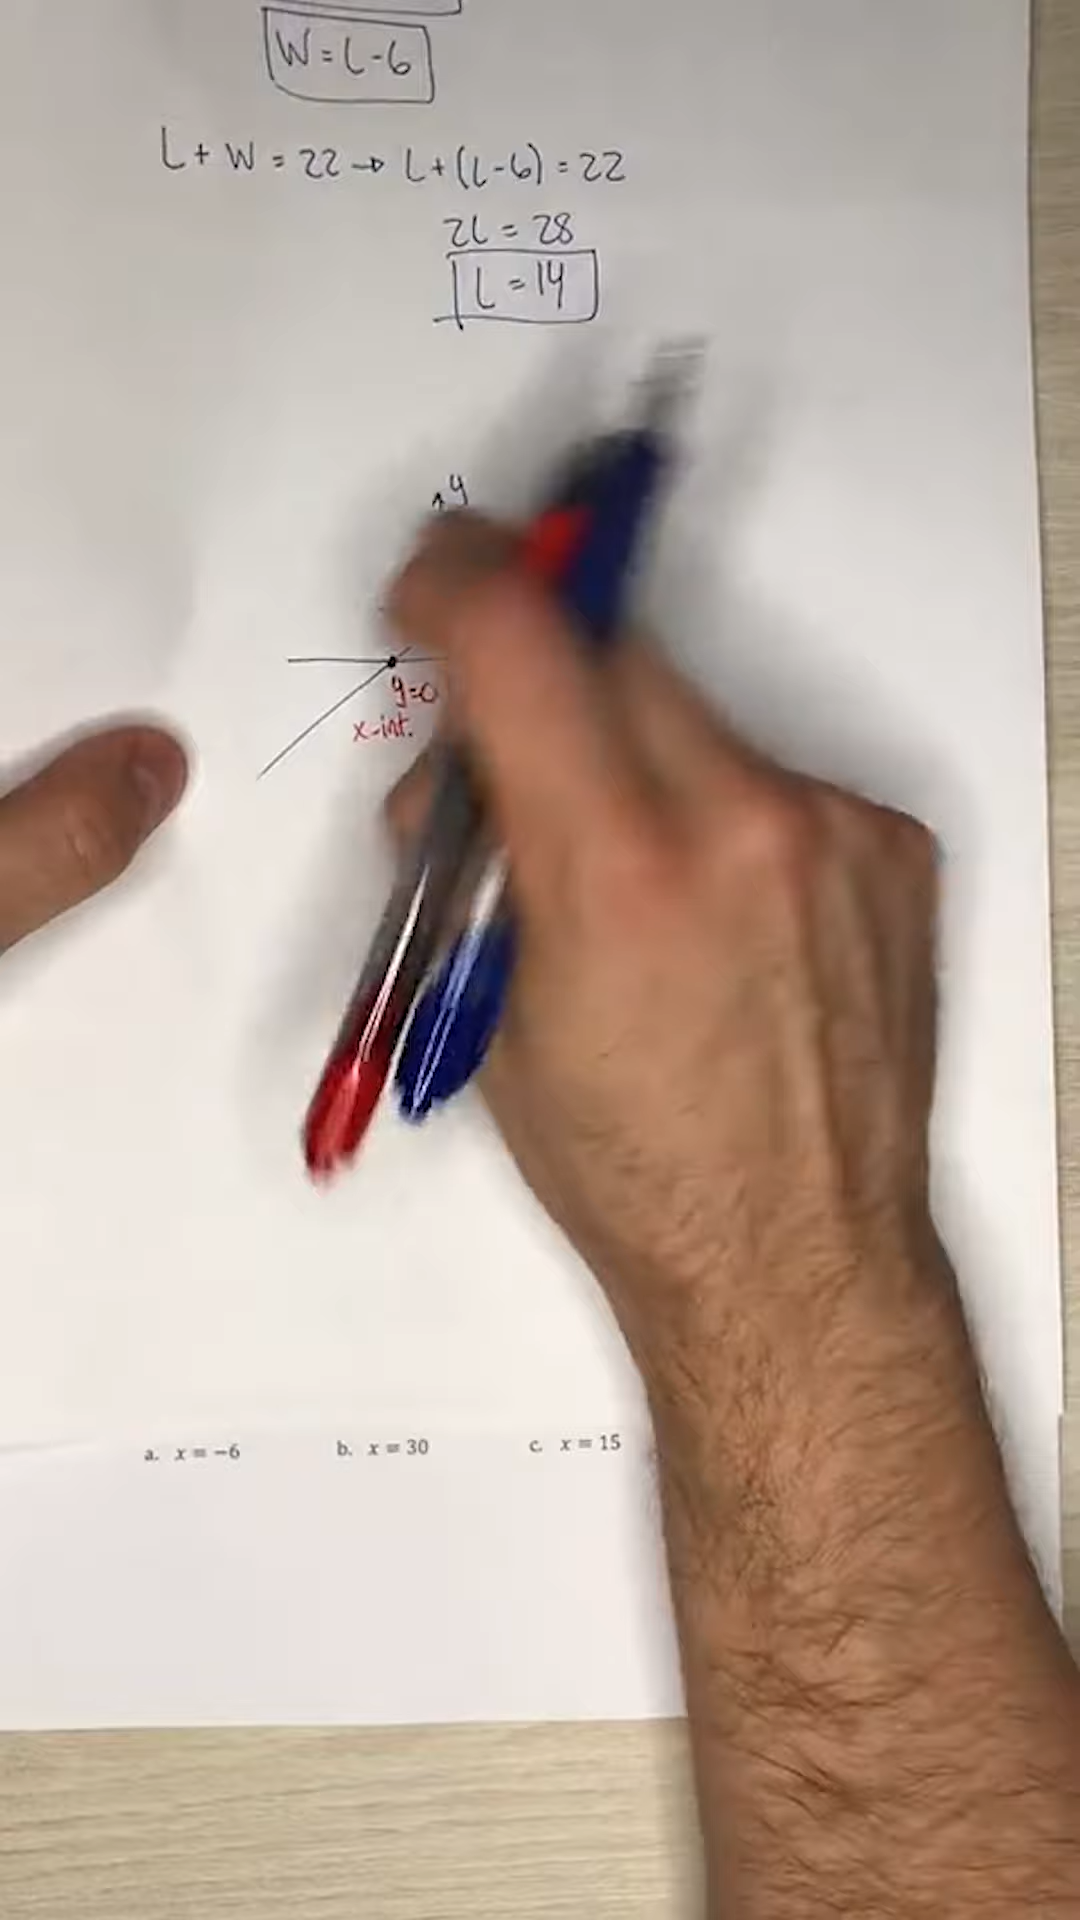 W = L - 6
L + W = 22 → L + (L - 6) = 22
2L = 28
L = 14
y
y=0
x-int.
a. x = −6 b. x = 30 c. x = 15